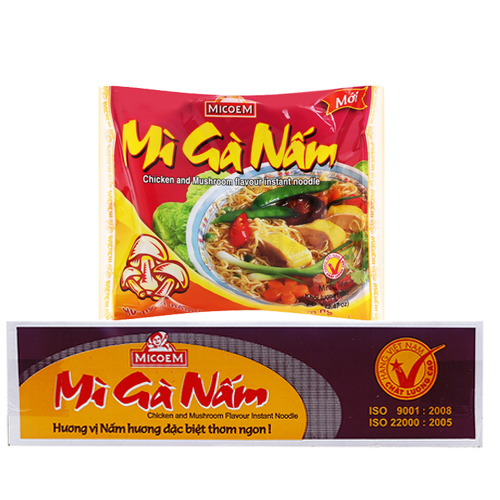 MICOEM
Mới
Mì Gà Nấm
Chicken and Mushroom flavour instant noodle
MICOEM
Mì Gà Nấm
Chicken and Mushroom Flavour Instant Noodle
Hương vị Nấm hương đặc biệt thơm ngon !
HÀNG VIỆT NAM
CHẤT LƯỢNG CAO
ISO 9001 : 2008
ISO 22000 : 2005